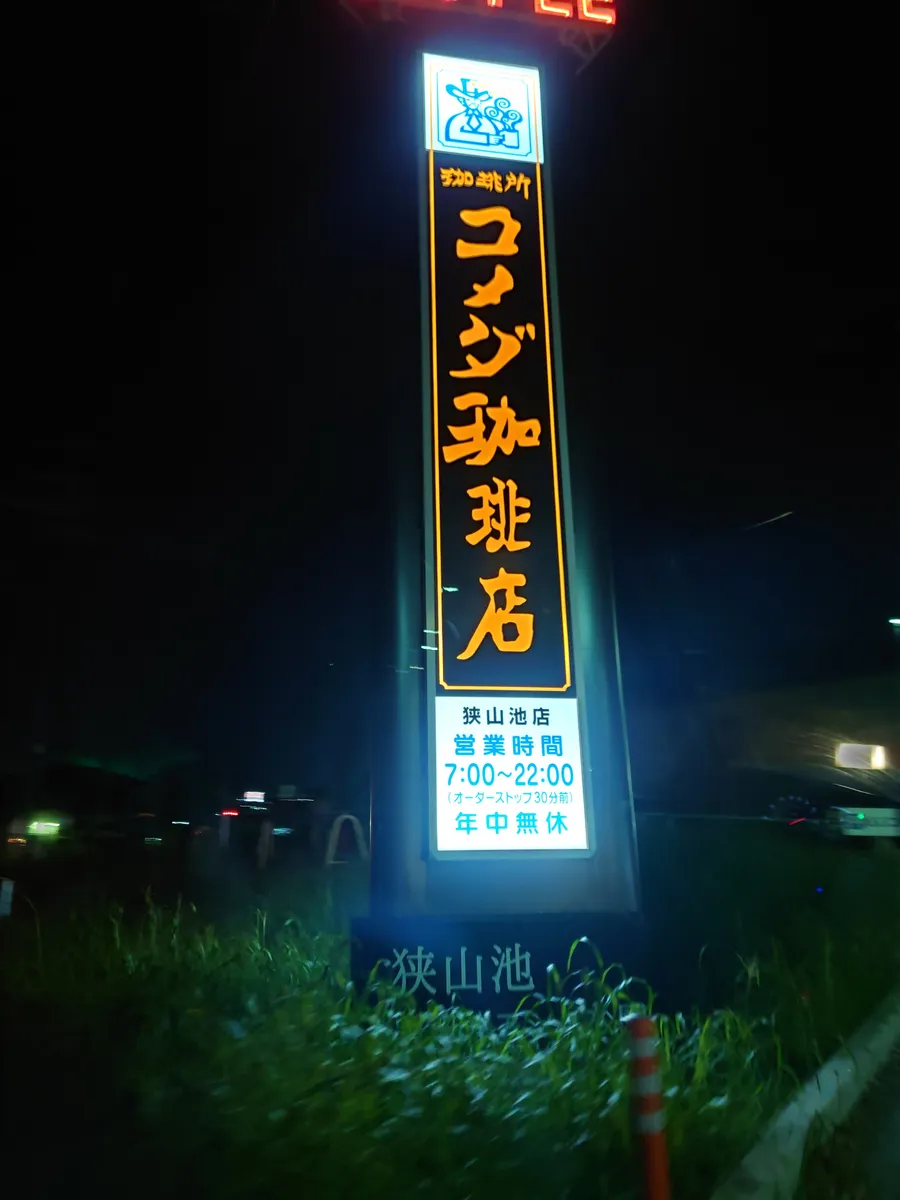 珈琲所
コメダ珈琲店
狭山池店
営業時間
7:00〜22:00
(オーダーストップ30分前)
年中無休
狭山池